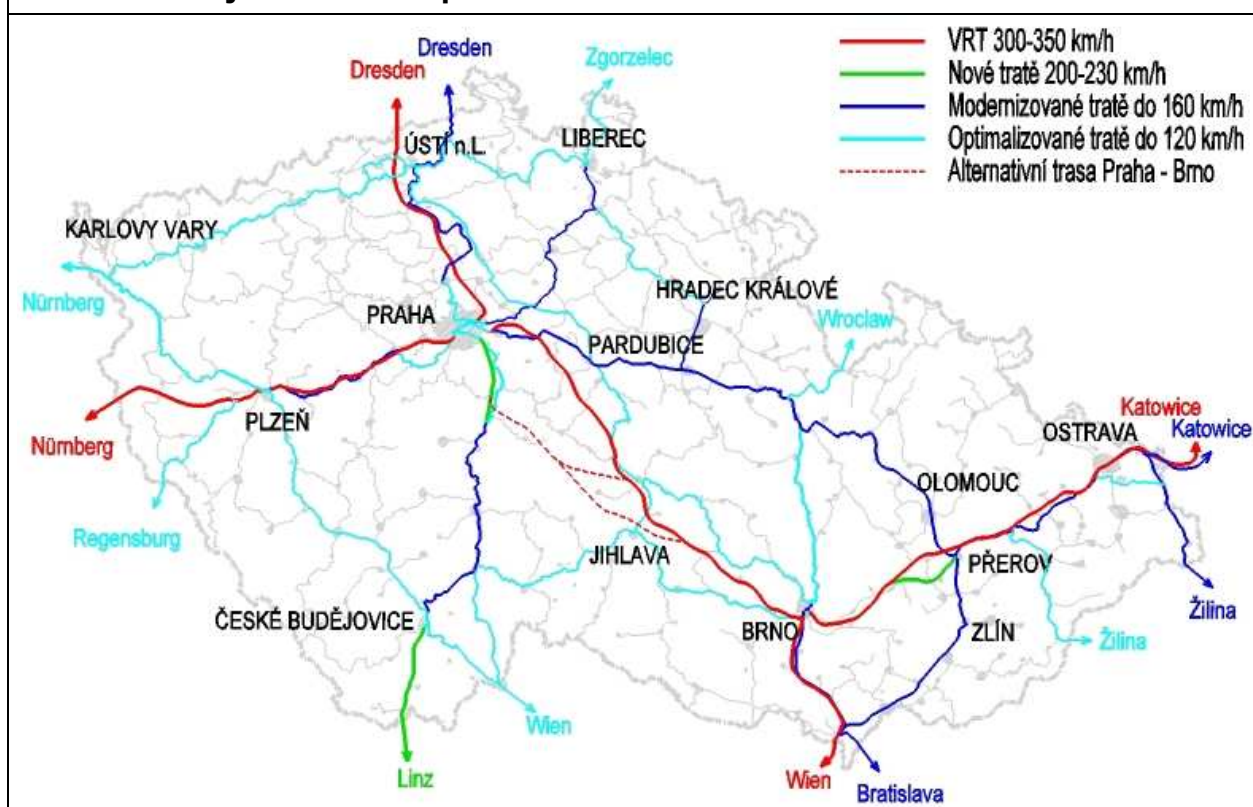 Dresden
Dresden
Zgorzelec
VRT 300-350 km/h
Nové tratě 200-230 km/h
Modernizované tratě do 160 km/h
Optimalizované tratě do 120 km/h
Alternativní trasa Praha - Brno
ÚSTÍ n.L.
LIBEREC
KARLOVY VARY
Nürnberg
HRADEC KRÁLOVÉ
PRAHA
Wroclaw
PARDUBICE
PLZEŇ
Nürnberg
Katowice
Katowice
OSTRAVA
OLOMOUC
Regensburg
JIHLAVA
PŘEROV
ČESKÉ BUDĚJOVICE
BRNO
ZLÍN
Žilina
Žilina
Wien
Linz
Wien
Bratislava